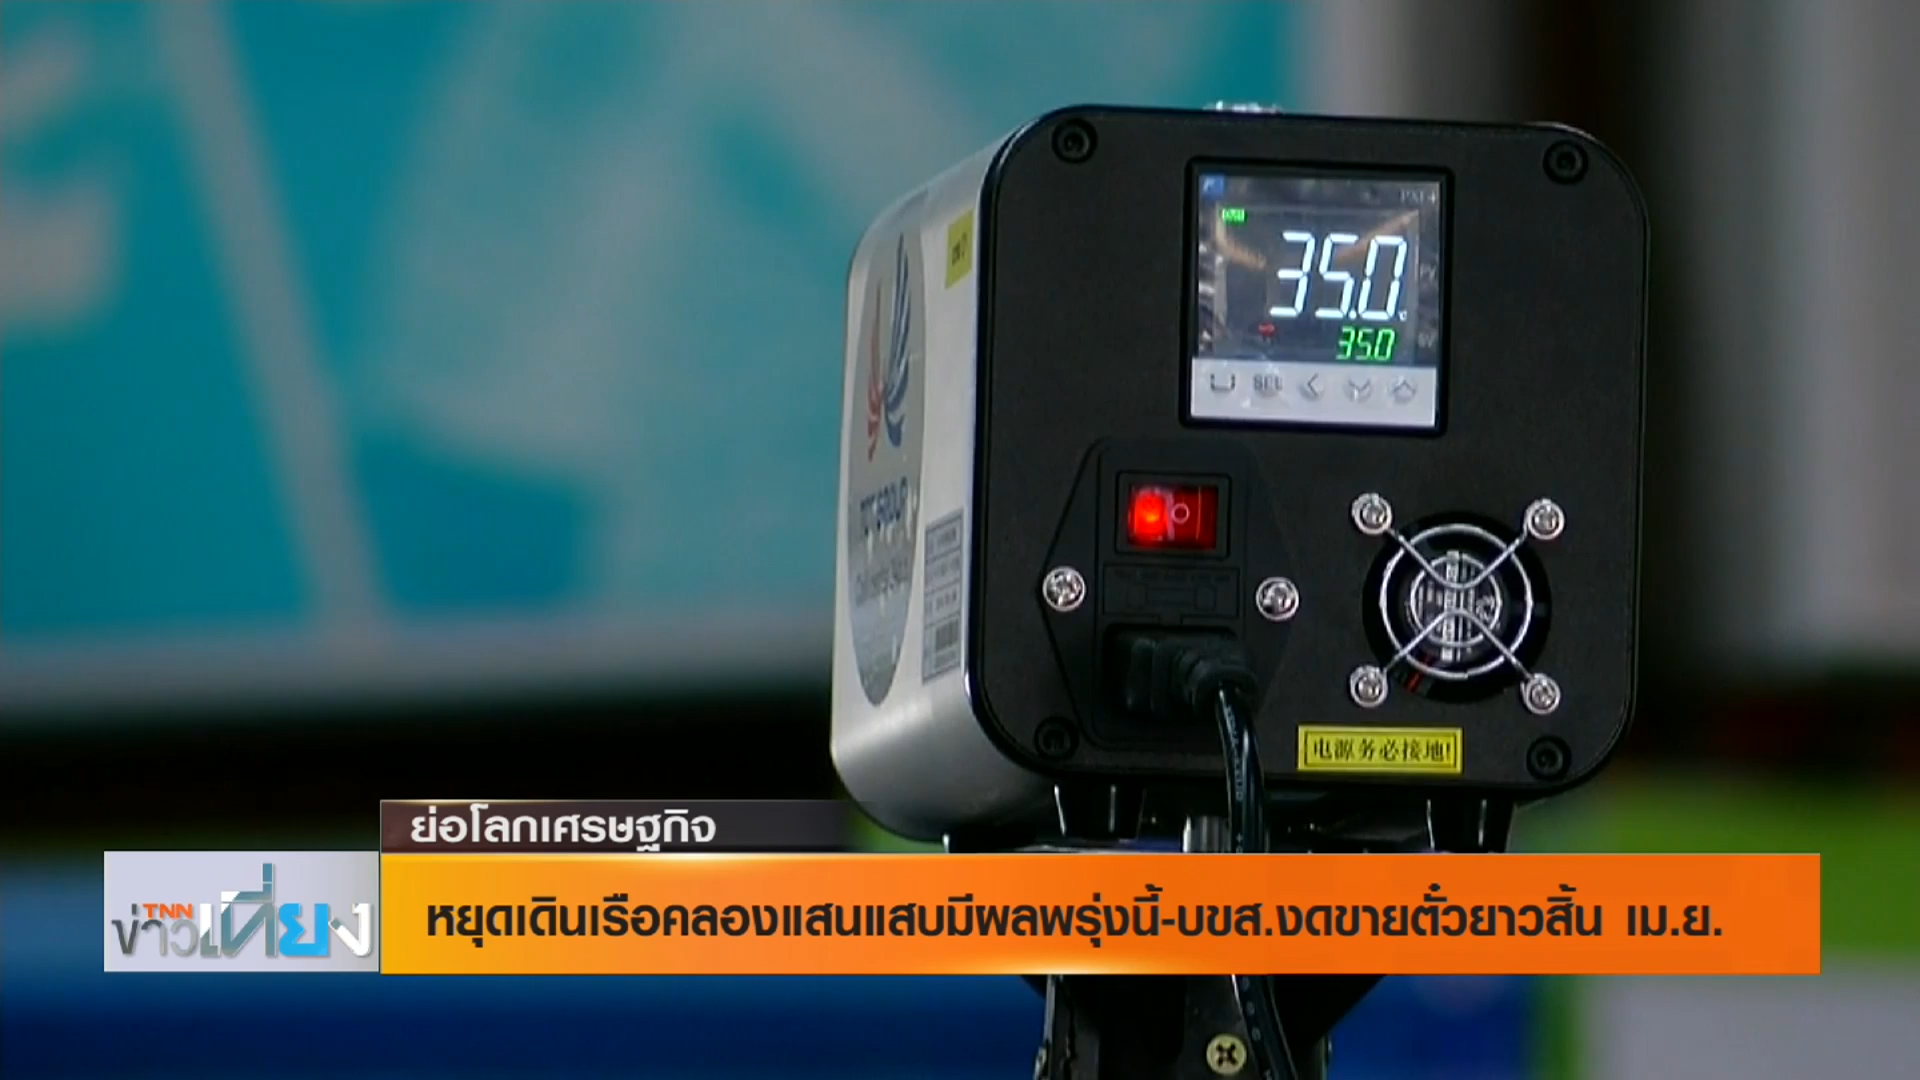 35.0
35.0
SEL
TCT GROUP
电源务必接地!
ย่อโลกเศรษฐกิจ
TNN
ข่าวเที่ยง
หยุดเดินเรือคลองแสนแสบมีผลพรุ่งนี้-บขส.งดขายตั๋วยาวสิ้น เม.ย.